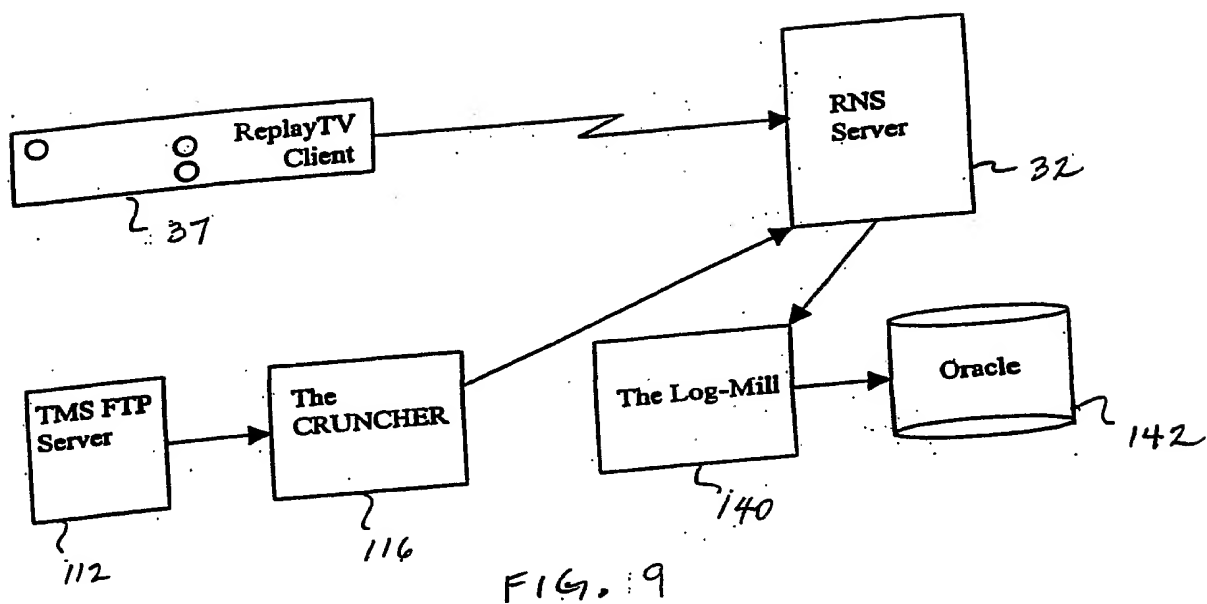 ReplayTV
Client
37
RNS
Server
32
TMS FTP
Server
112
The
CRUNCHER
116
The Log-Mill
140
Oracle
142
FIG. 9